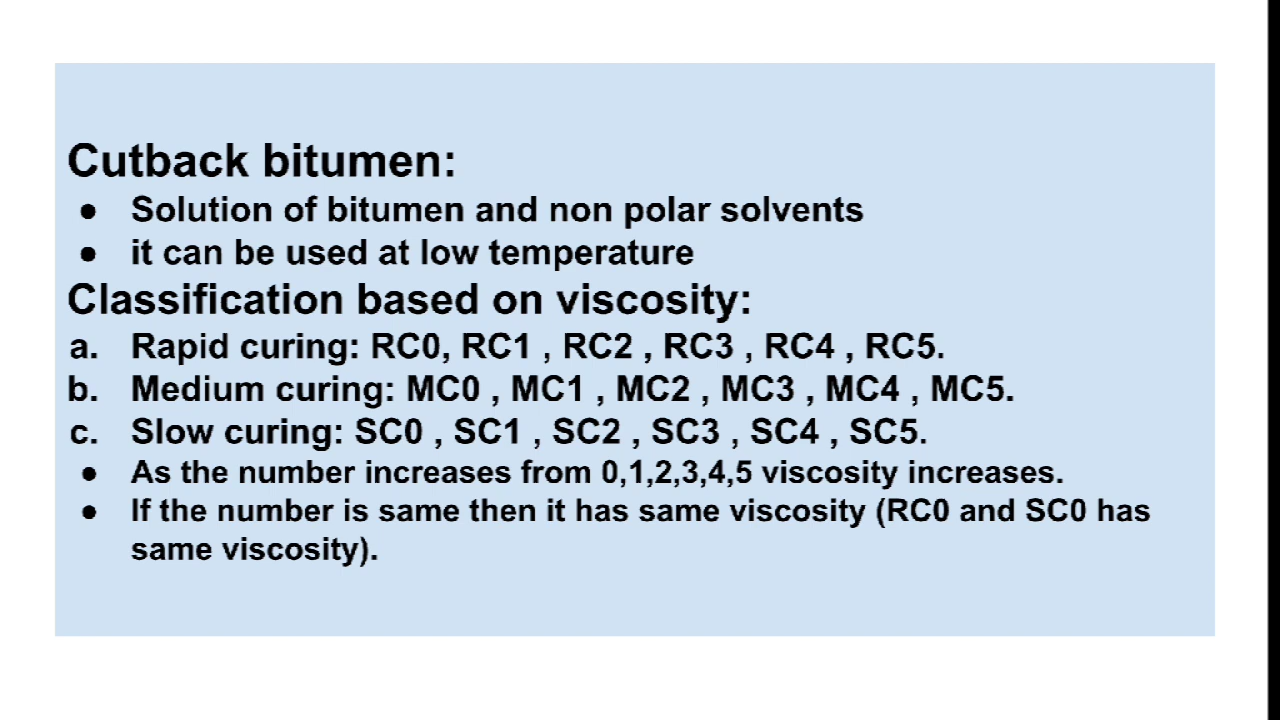 Cutback bitumen:
● Solution of bitumen and non polar solvents
● it can be used at low temperature
Classification based on viscosity:
a. Rapid curing: RC0, RC1 , RC2 , RC3 , RC4 , RC5.
b. Medium curing: MC0 , MC1 , MC2 , MC3 , MC4 , MC5.
c. Slow curing: SC0 , SC1 , SC2 , SC3 , SC4 , SC5.
● As the number increases from 0,1,2,3,4,5 viscosity increases.
● If the number is same then it has same viscosity (RC0 and SC0 has
same viscosity).